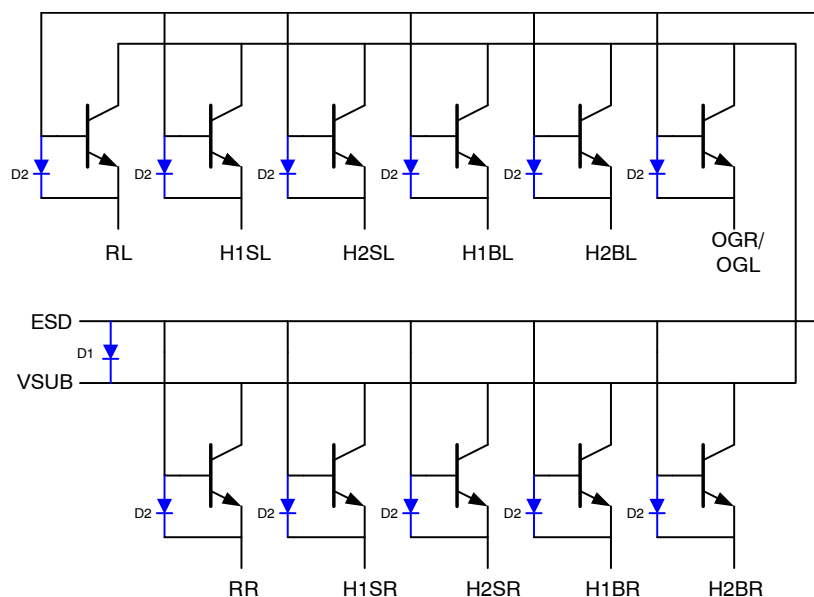 D2 D2 D2 D2 D2 D2
RL H1SL H2SL H1BL H2BL OGR/
OGL
ESD
D1
VSUB
D2 D2 D2 D2 D2
RR H1SR H2SR H1BR H2BR